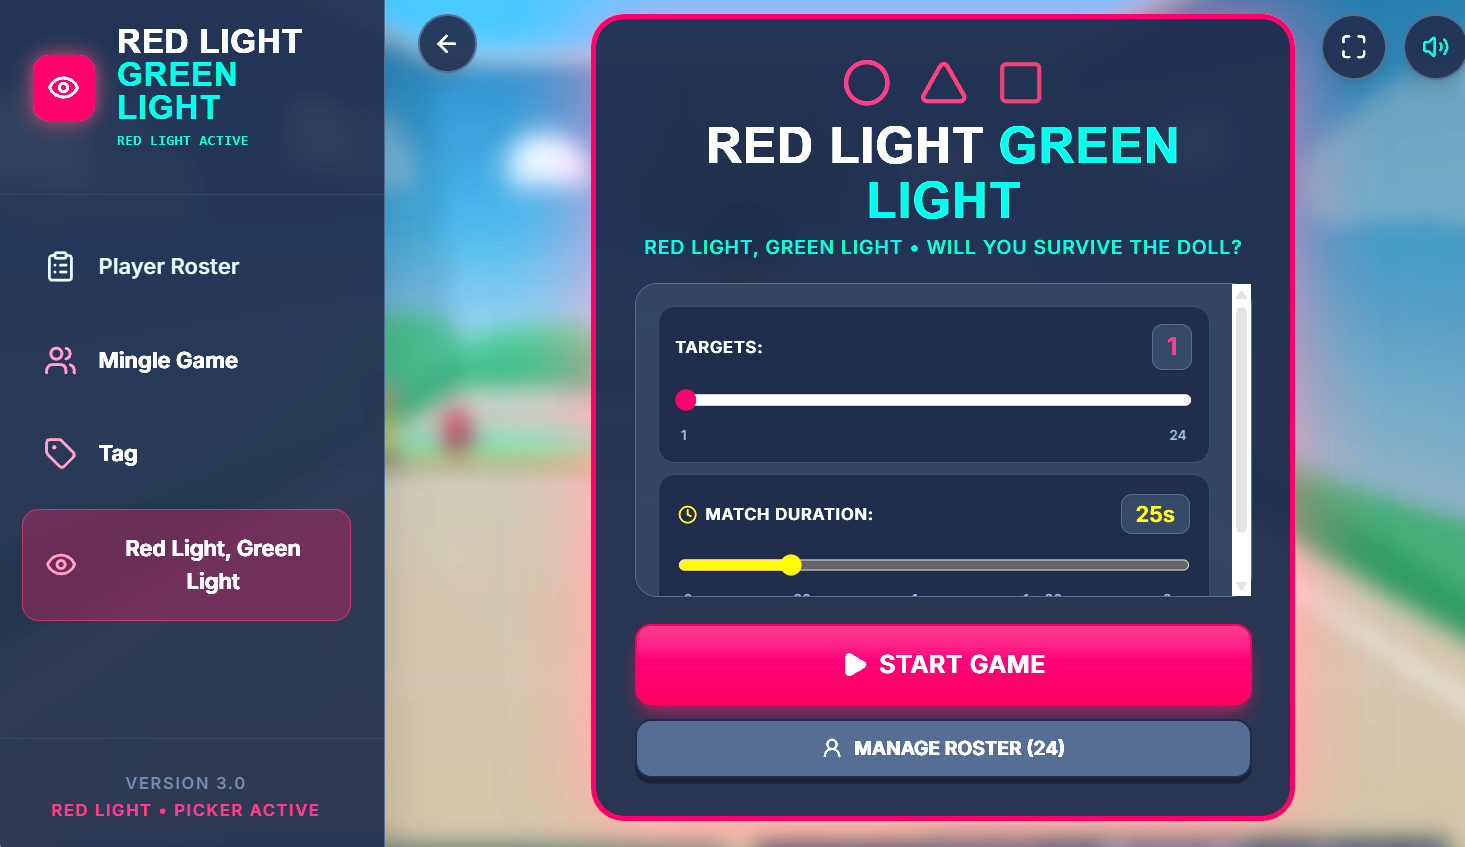 RED LIGHT
GREEN
LIGHT
RED LIGHT ACTIVE
Player Roster
Mingle Game
Tag
Red Light, Green
Light
VERSION 3.0
RED LIGHT • PICKER ACTIVE
RED LIGHT GREEN
LIGHT
RED LIGHT, GREEN LIGHT • WILL YOU SURVIVE THE DOLL?
TARGETS:
1
1
24
MATCH DURATION:
25s
START GAME
MANAGE ROSTER (24)